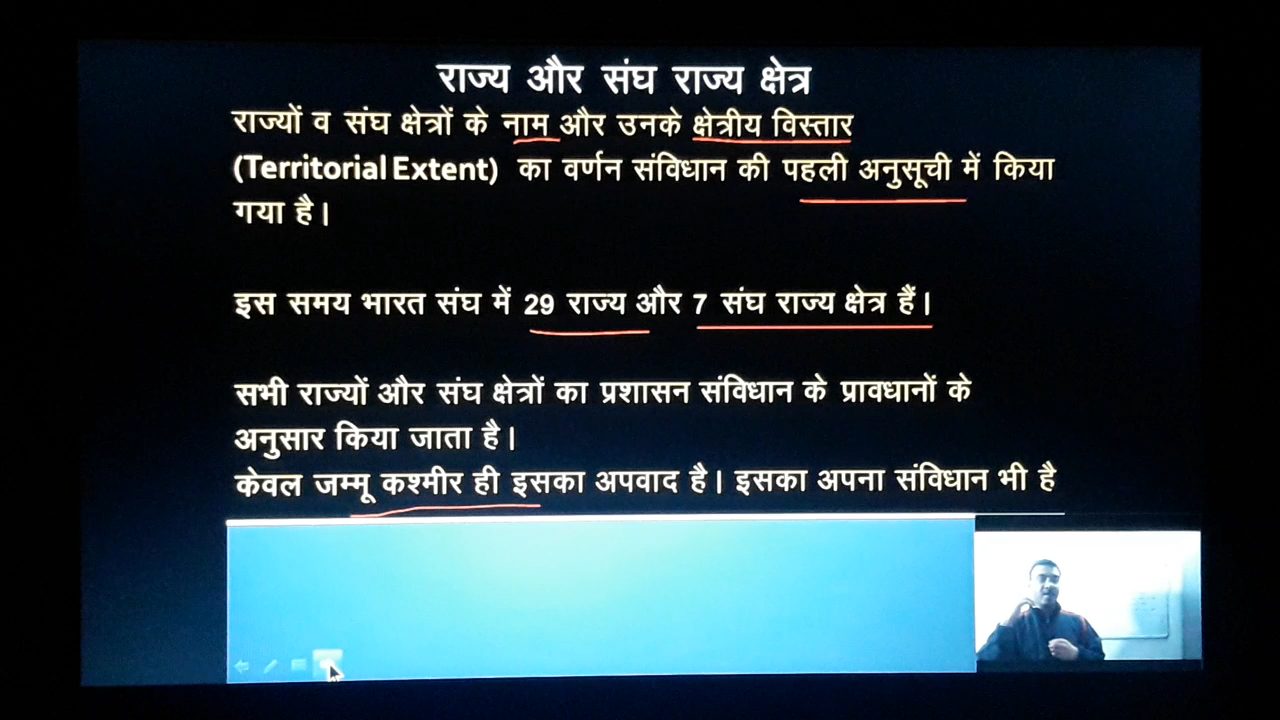 राज्य और संघ राज्य क्षेत्र
राज्यों व संघ क्षेत्रों के नाम और उनके क्षेत्रीय विस्तार
(Territorial Extent) का वर्णन संविधान की पहली अनुसूची में किया
गया है।
इस समय भारत संघ में 29 राज्य और 7 संघ राज्य क्षेत्र हैं।
सभी राज्यों और संघ क्षेत्रों का प्रशासन संविधान के प्रावधानों के
अनुसार किया जाता है।
केवल जम्मू कश्मीर ही इसका अपवाद है। इसका अपना संविधान भी है